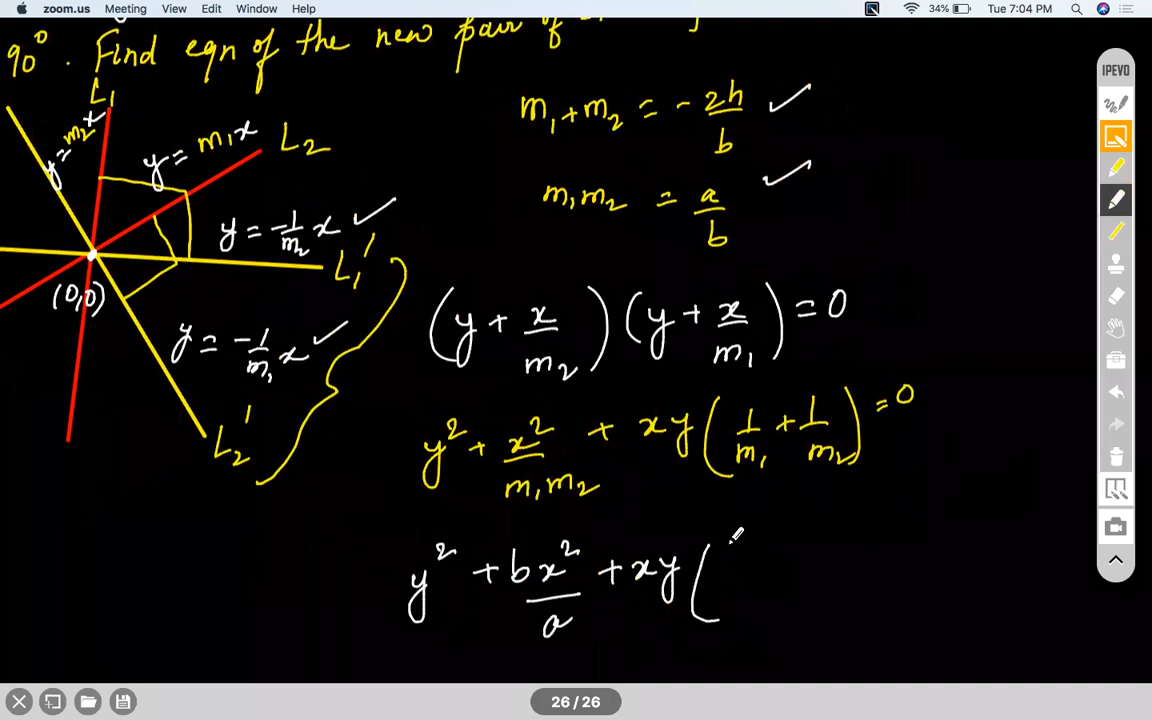 zoom.us Meeting View Edit Window Help
34% Tue 7:04 PM
90° . Find eqn of the new pair of
IPEVO
L₁
y = m₂x
y = m₁x L₂
m₁ + m₂ = - 2h/b ✓
m₁m₂ = a/b ✓
y = -1/m₂ x ✓
L₁'
(0,0)
(y + x/m₂)(y + x/m₁) = 0
y = -1/m₁ x ✓
L₂'
y² + x²/m₁m₂ + xy(1/m₁ + 1/m₂) = 0
y² + bx²/a + xy(
26 / 26